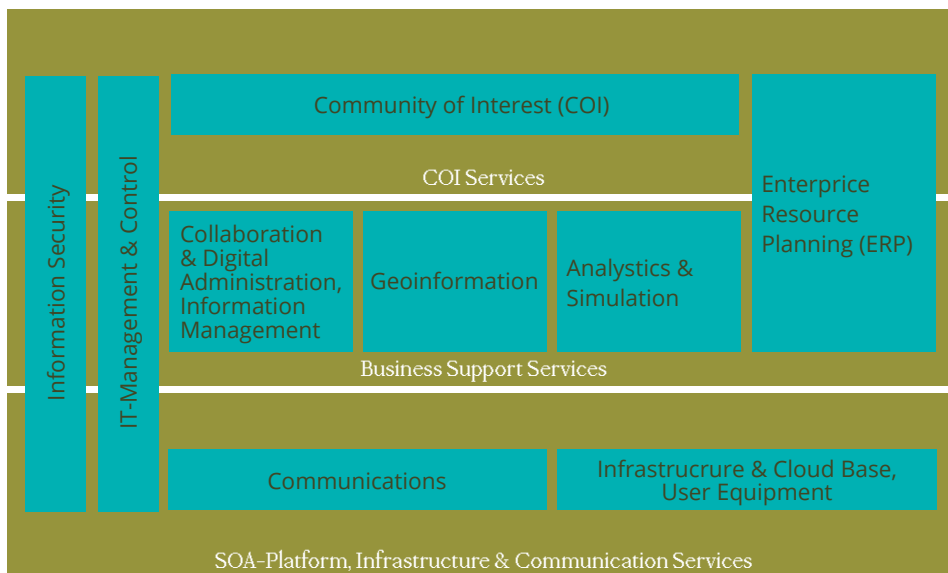 Information Security
IT-Management & Control
Community of Interest (COI)
COI Services
Enterprice
Resource
Planning (ERP)
Collaboration
& Digital
Administration,
Information
Management
Geoinformation
Analystics &
Simulation
Business Support Services
Communications
Infrastrucrure & Cloud Base,
User Equipment
SOA-Platform, Infrastructure & Communication Services